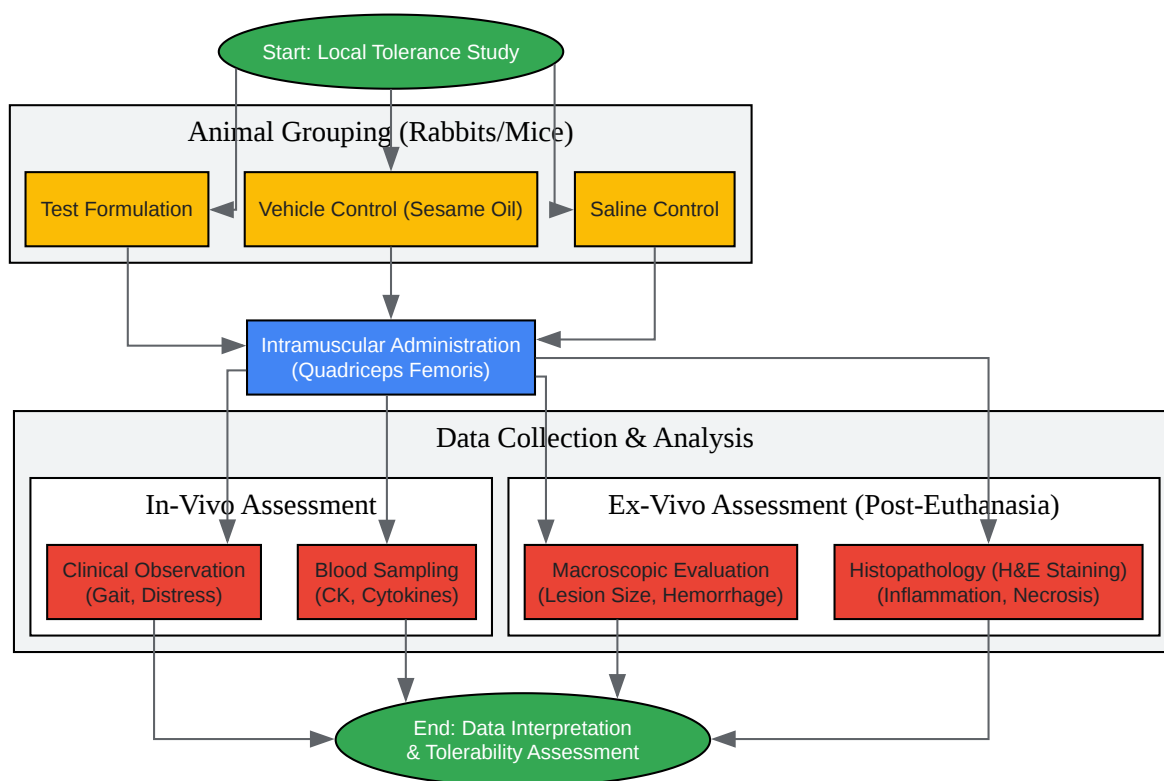 Start: Local Tolerance Study
Animal Grouping (Rabbits/Mice)
Test Formulation
Vehicle Control (Sesame Oil)
Saline Control
Intramuscular Administration
(Quadriceps Femoris)
Data Collection & Analysis
In-Vivo Assessment
Ex-Vivo Assessment (Post-Euthanasia)
Clinical Observation
(Gait, Distress)
Blood Sampling
(CK, Cytokines)
Macroscopic Evaluation
(Lesion Size, Hemorrhage)
Histopathology (H&E Staining)
(Inflammation, Necrosis)
End: Data Interpretation
& Tolerability Assessment